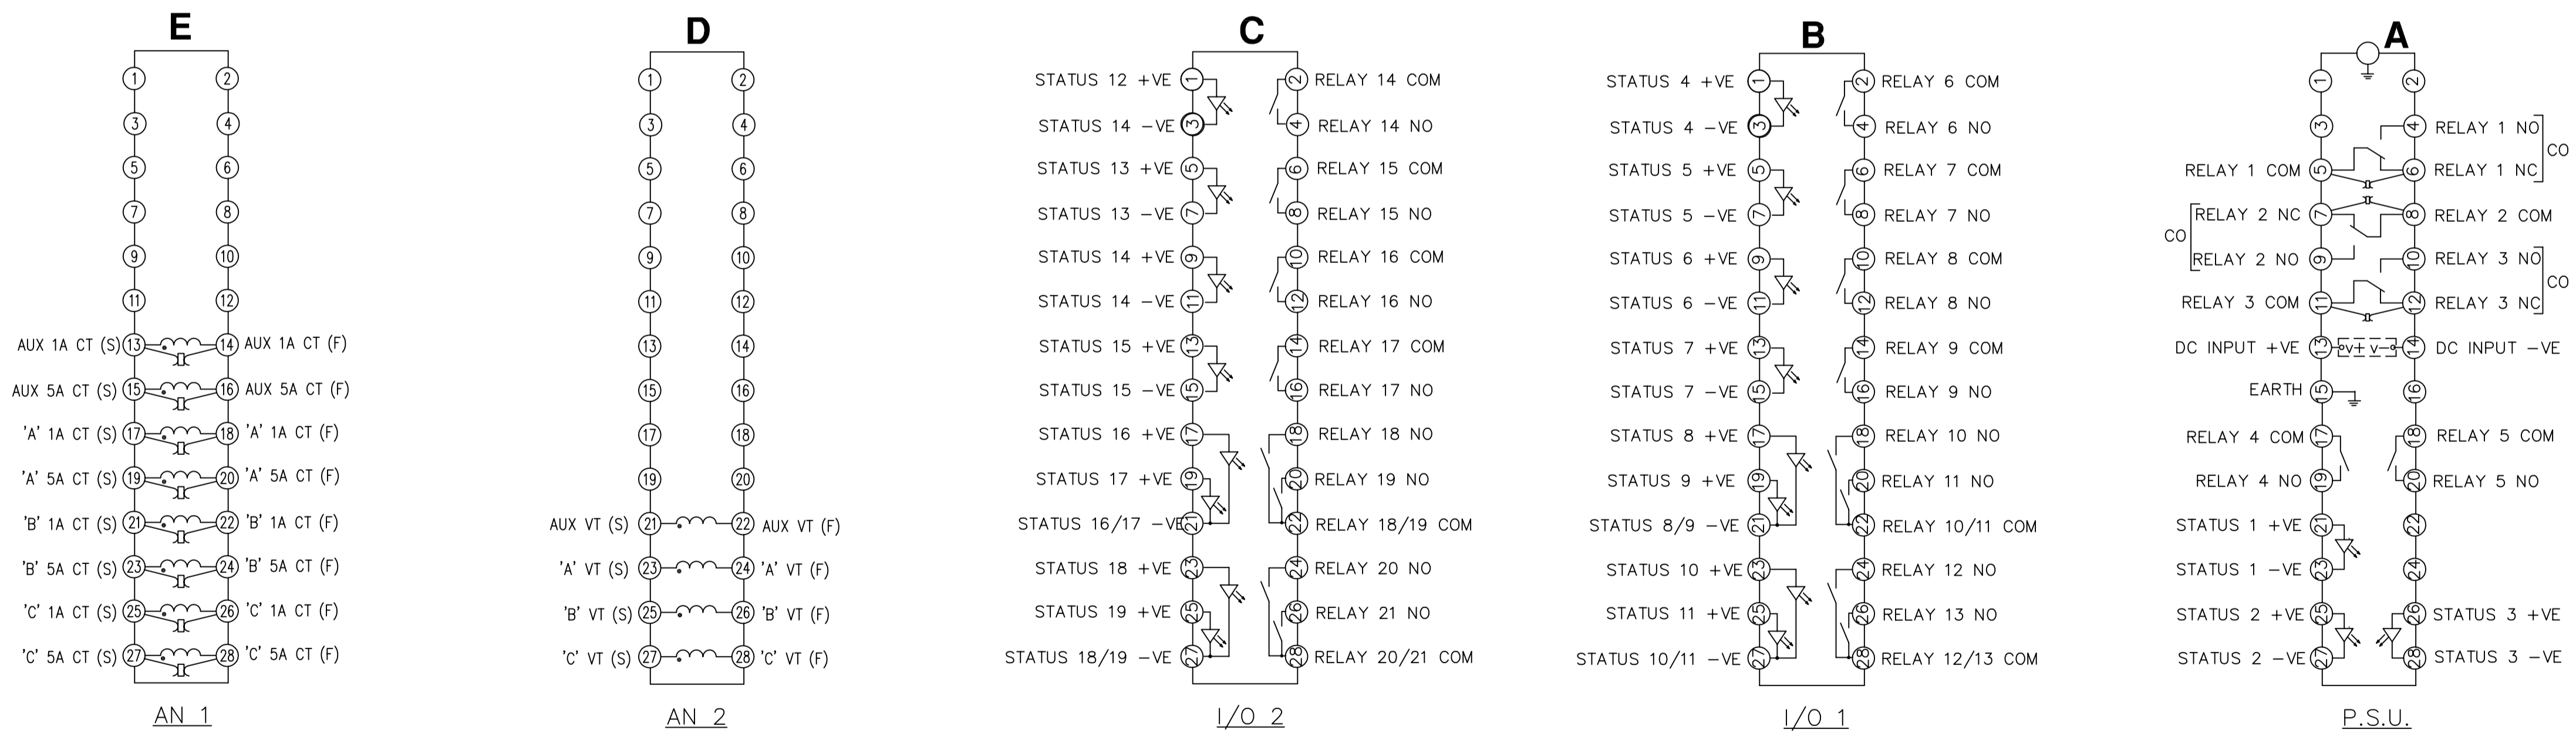 E
1 2
3 4
5 6
7 8
9 10
11 12
AUX 1A CT (S) 13 14 AUX 1A CT (F)
AUX 5A CT (S) 15 16 AUX 5A CT (F)
'A' 1A CT (S) 17 18 'A' 1A CT (F)
'A' 5A CT (S) 19 20 'A' 5A CT (F)
'B' 1A CT (S) 21 22 'B' 1A CT (F)
'B' 5A CT (S) 23 24 'B' 5A CT (F)
'C' 1A CT (S) 25 26 'C' 1A CT (F)
'C' 5A CT (S) 27 28 'C' 5A CT (F)
AN 1
D
1 2
3 4
5 6
7 8
9 10
11 12
13 14
15 16
17 18
19 20
AUX VT (S) 21 22 AUX VT (F)
'A' VT (S) 23 24 'A' VT (F)
'B' VT (S) 25 26 'B' VT (F)
'C' VT (S) 27 28 'C' VT (F)
AN 2
C
STATUS 12 +VE 1 2 RELAY 14 COM
STATUS 14 −VE 3 4 RELAY 14 NO
STATUS 13 +VE 5 6 RELAY 15 COM
STATUS 13 −VE 7 8 RELAY 15 NO
STATUS 14 +VE 9 10 RELAY 16 COM
STATUS 14 −VE 11 12 RELAY 16 NO
STATUS 15 +VE 13 14 RELAY 17 COM
STATUS 15 −VE 15 16 RELAY 17 NO
STATUS 16 +VE 17 18 RELAY 18 NO
STATUS 17 +VE 19 20 RELAY 19 NO
STATUS 16/17 −VE 21 22 RELAY 18/19 COM
STATUS 18 +VE 23 24 RELAY 20 NO
STATUS 19 +VE 25 26 RELAY 21 NO
STATUS 18/19 −VE 27 28 RELAY 20/21 COM
I/O 2
B
STATUS 4 +VE 1 2 RELAY 6 COM
STATUS 4 −VE 3 4 RELAY 6 NO
STATUS 5 +VE 5 6 RELAY 7 COM
STATUS 5 −VE 7 8 RELAY 7 NO
STATUS 6 +VE 9 10 RELAY 8 COM
STATUS 6 −VE 11 12 RELAY 8 NO
STATUS 7 +VE 13 14 RELAY 9 COM
STATUS 7 −VE 15 16 RELAY 9 NO
STATUS 8 +VE 17 18 RELAY 10 NO
STATUS 9 +VE 19 20 RELAY 11 NO
STATUS 8/9 −VE 21 22 RELAY 10/11 COM
STATUS 10 +VE 23 24 RELAY 12 NO
STATUS 11 +VE 25 26 RELAY 13 NO
STATUS 10/11 −VE 27 28 RELAY 12/13 COM
I/O 1
A
1 2
3 4 RELAY 1 NO
CO
RELAY 1 COM 5 6 RELAY 1 NC
RELAY 2 NC 7 8 RELAY 2 COM
CO
RELAY 2 NO 9 10 RELAY 3 NO
CO
RELAY 3 COM 11 12 RELAY 3 NC
DC INPUT +VE 13 V+ V− 14 DC INPUT −VE
EARTH 15 16
RELAY 4 COM 17 18 RELAY 5 COM
RELAY 4 NO 19 20 RELAY 5 NO
STATUS 1 +VE 21 22
STATUS 1 −VE 23 24
STATUS 2 +VE 25 26 STATUS 3 +VE
STATUS 2 −VE 27 28 STATUS 3 −VE
P.S.U.